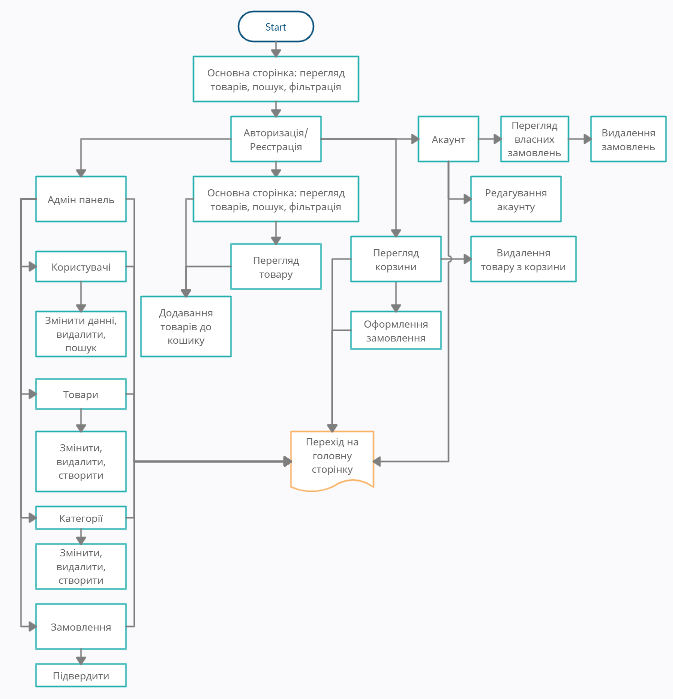 Start
Основна сторінка: перегляд
товарів, пошук, фільтрація
Авторизація/
Реєстрація
Акаунт
Перегляд
власних
замовлень
Видалення
замовлень
Адмін панель
Основна сторінка: перегляд
товарів, пошук, фільтрація
Редагування
акаунту
Користувачі
Перегляд
товару
Перегляд
корзини
Видалення
товару з корзини
Змінити данні,
видалити,
пошук
Додавання
товарів до
кошику
Оформлення
замовлення
Товари
Змінити,
видалити,
створити
Перехід на
головну
сторінку
Категорії
Змінити,
видалити,
створити
Замовлення
Підвердити